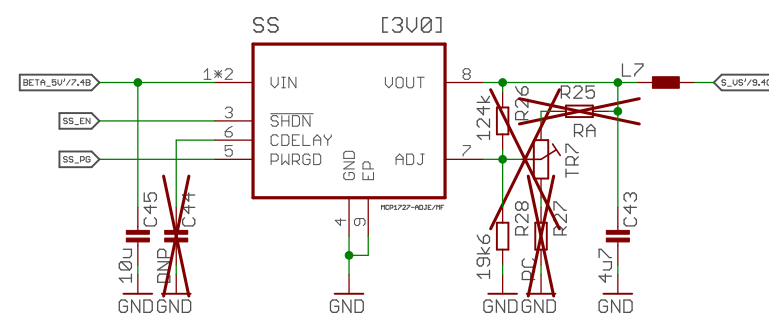 SS [3V0]
BETA_5V'/7.4B
1*2 VIN VOUT 8
L7
S_VS'/9.4C
SS_EN
3 SHDN
6 CDELAY
SS_PG
5 PWRGD ADJ 7
GND
EP
MCP1727-ADJE/MF
4
9
124k
R26
R25
RA
TR7
C45
10u
C44
DNP
19k6
R28
R27
RC
C43
4u7
GND
GND
GND
GND
GND
GND